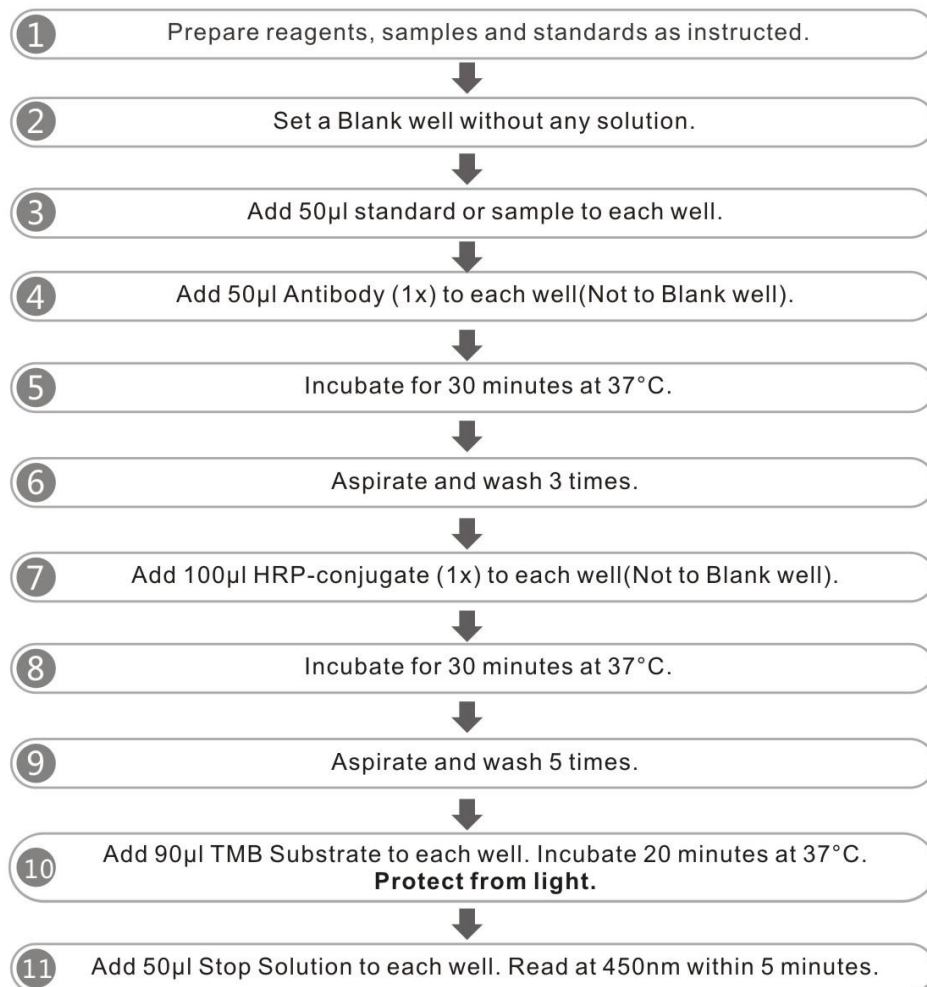 1 Prepare reagents, samples and standards as instructed.
2 Set a Blank well without any solution.
3 Add 50µl standard or sample to each well.
4 Add 50µl Antibody (1x) to each well(Not to Blank well).
5 Incubate for 30 minutes at 37°C.
6 Aspirate and wash 3 times.
7 Add 100µl HRP-conjugate (1x) to each well(Not to Blank well).
8 Incubate for 30 minutes at 37°C.
9 Aspirate and wash 5 times.
10 Add 90µl TMB Substrate to each well. Incubate 20 minutes at 37°C.
Protect from light.
11 Add 50µl Stop Solution to each well. Read at 450nm within 5 minutes.